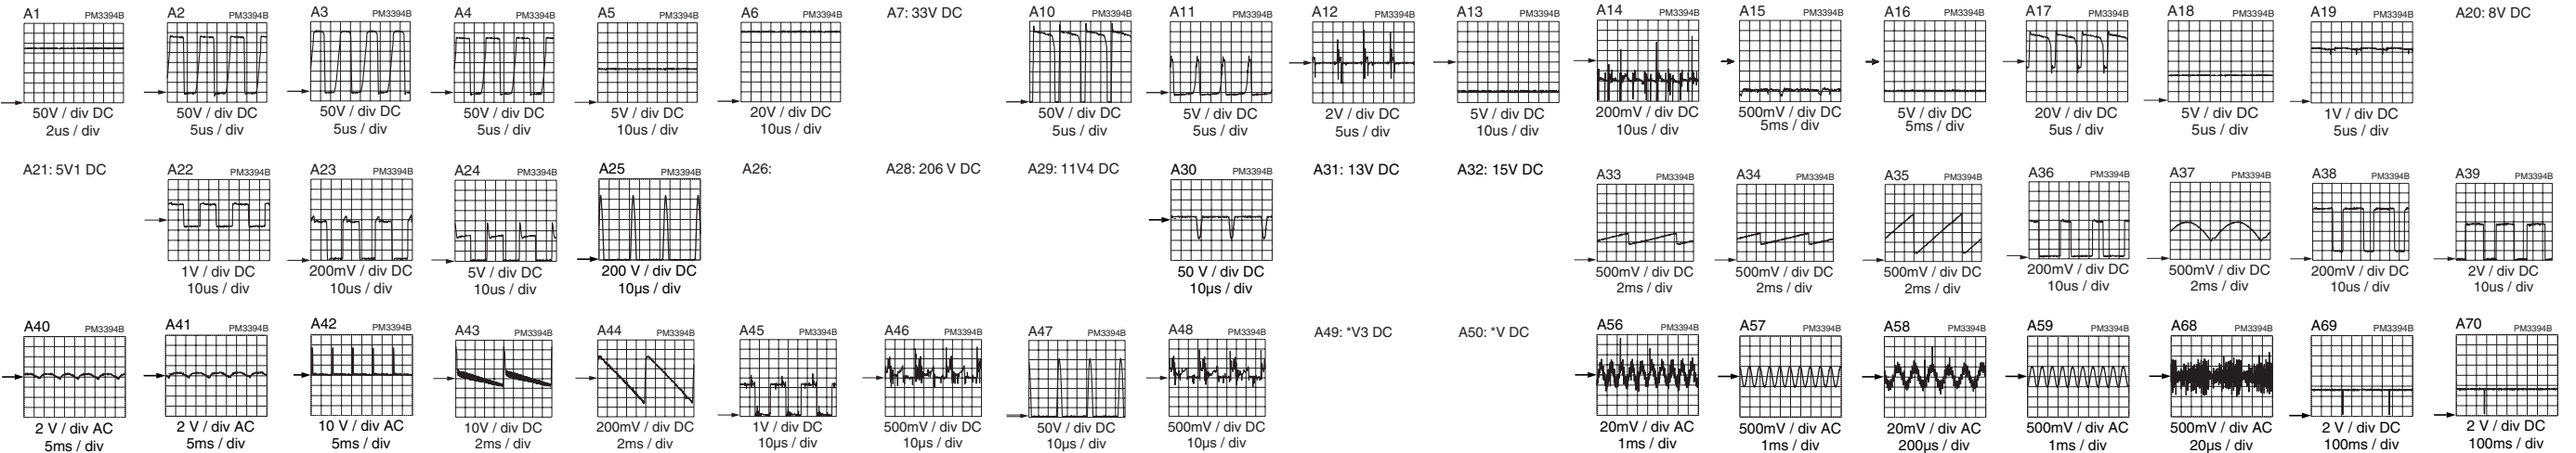 A1 PM3394B
50V / div DC
2us / div
A2 PM3394B
50V / div DC
5us / div
A3 PM3394B
50V / div DC
5us / div
A4 PM3394B
50V / div DC
5us / div
A5 PM3394B
5V / div DC
10us / div
A6 PM3394B
20V / div DC
10us / div
A7: 33V DC
A10 PM3394B
50V / div DC
5us / div
A11 PM3394B
5V / div DC
5us / div
A12 PM3394B
2V / div DC
5us / div
A13 PM3394B
5V / div DC
10us / div
A14 PM3394B
200mV / div DC
10us / div
A15 PM3394B
500mV / div DC
5ms / div
A16 PM3394B
5V / div DC
5ms / div
A17 PM3394B
20V / div DC
5us / div
A18 PM3394B
5V / div DC
5us / div
A19 PM3394B
1V / div DC
5us / div
A20: 8V DC
A21: 5V1 DC
A22 PM3394B
1V / div DC
10us / div
A23 PM3394B
200mV / div DC
10us / div
A24 PM3394B
5V / div DC
10us / div
A25 PM3394B
200 V / div DC
10µs / div
A26:
A28: 206 V DC
A29: 11V4 DC
A30 PM3394B
50 V / div DC
10µs / div
A31: 13V DC
A32: 15V DC
A33 PM3394B
500mV / div DC
2ms / div
A34 PM3394B
500mV / div DC
2ms / div
A35 PM3394B
500mV / div DC
2ms / div
A36 PM3394B
200mV / div DC
10us / div
A37 PM3394B
500mV / div DC
2ms / div
A38 PM3394B
200mV / div DC
10us / div
A39 PM3394B
2V / div DC
10us / div
A40 PM3394B
2 V / div AC
5ms / div
A41 PM3394B
2 V / div AC
5ms / div
A42 PM3394B
10 V / div AC
5ms / div
A43 PM3394B
10V / div DC
2ms / div
A44 PM3394B
200mV / div DC
2ms / div
A45 PM3394B
1V / div DC
10µs / div
A46 PM3394B
500mV / div DC
10µs / div
A47 PM3394B
50V / div DC
10µs / div
A48 PM3394B
500mV / div DC
10µs / div
A49: *V3 DC
A50: *V DC
A56 PM3394B
20mV / div AC
1ms / div
A57 PM3394B
500mV / div AC
1ms / div
A58 PM3394B
20mV / div AC
200µs / div
A59 PM3394B
500mV / div AC
1ms / div
A68 PM3394B
500mV / div AC
20µs / div
A69 PM3394B
2 V / div DC
100ms / div
A70 PM3394B
2 V / div DC
100ms / div